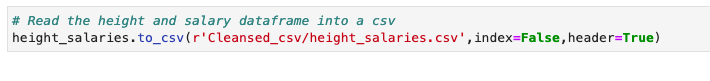 # Read the height and salary dataframe into a csv
height_salaries.to_csv(r'Cleansed_csv/height_salaries.csv',index=False,header=True)